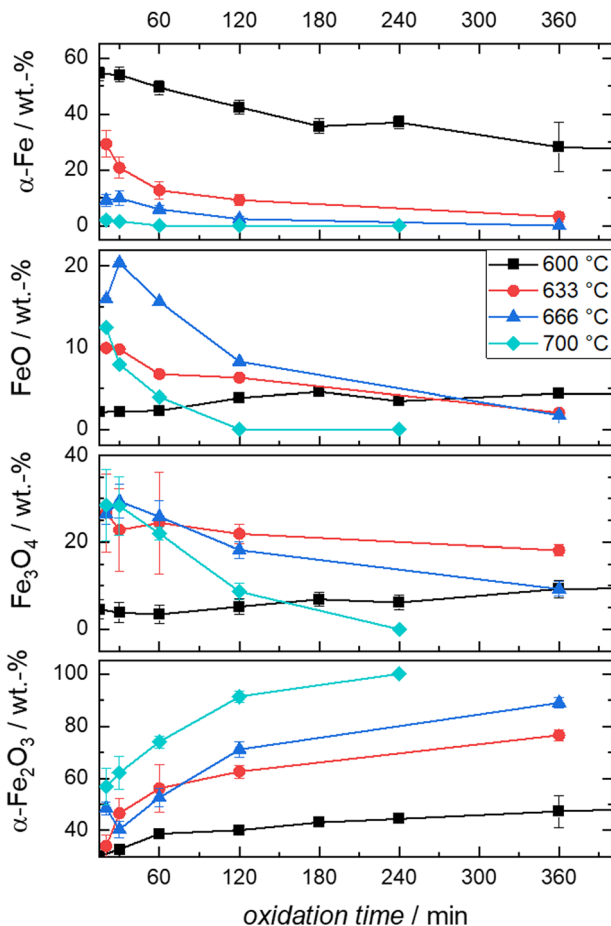 60 120 180 240 300 360
α-Fe / wt.-%
60
40
20
0
FeO / wt.-%
20
10
0
600 °C
633 °C
666 °C
700 °C
Fe₃O₄ / wt.-%
40
20
0
α-Fe₂O₃ / wt.-%
100
80
60
40
60 120 180 240 300 360
oxidation time / min